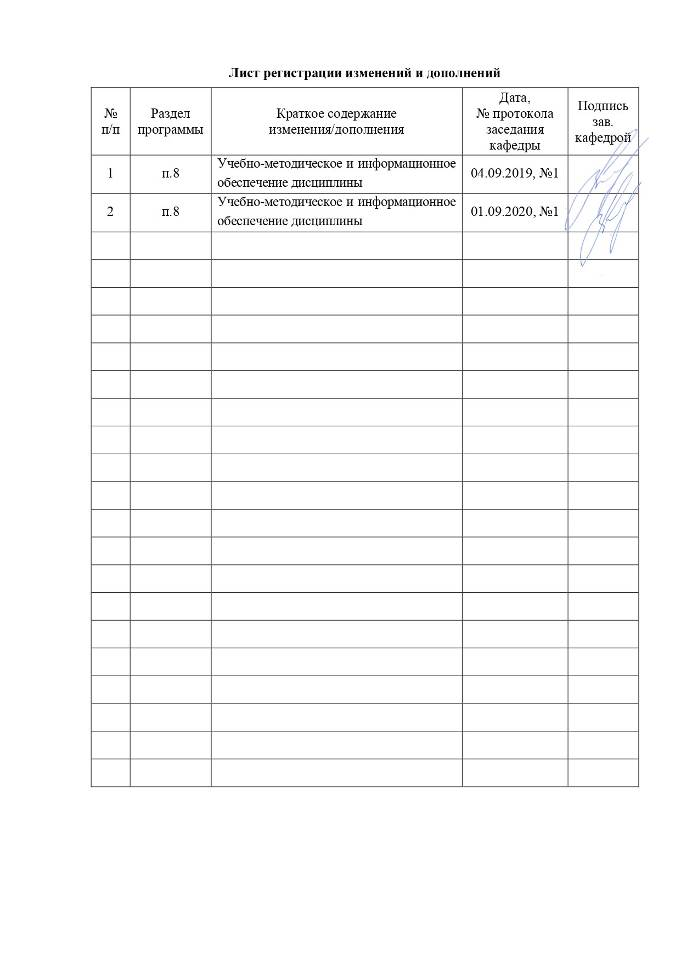 Лист регистрации изменений и дополнений
№
п/п
Раздел
программы
Краткое содержание
изменения/дополнения
Дата,
№ протокола
заседания
кафедры
Подпись
зав.
кафедрой
1
п.8
Учебно-методическое и информационное
обеспечение дисциплины
04.09.2019, №1
2
п.8
Учебно-методическое и информационное
обеспечение дисциплины
01.09.2020, №1